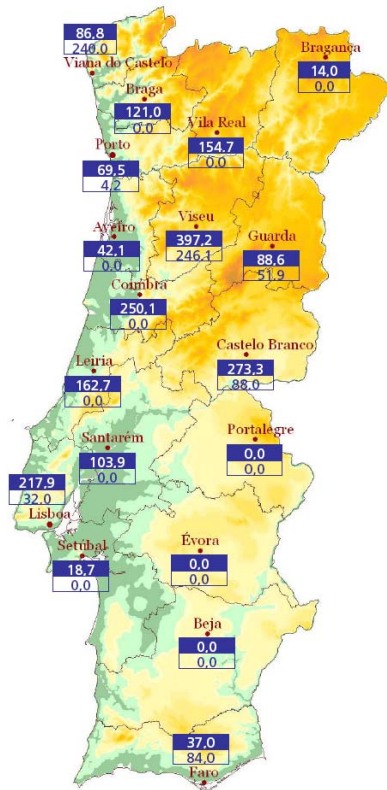 86,8
240,0
Viana do Castelo
Bragança
14,0
0,0
Braga
121,0
0,0
Vila Real
154,7
0,0
Porto
69,5
4,2
Viseu
397,2
246,1
Aveiro
42,1
0,0
Guarda
88,6
51,9
Coimbra
250,1
0,0
Castelo Branco
273,3
88,0
Leiria
162,7
0,0
Portalegre
0,0
0,0
Santarém
103,9
0,0
217,9
32,0
Lisboa
Setúbal
18,7
0,0
Évora
0,0
0,0
Beja
0,0
0,0
37,0
84,0
Faro